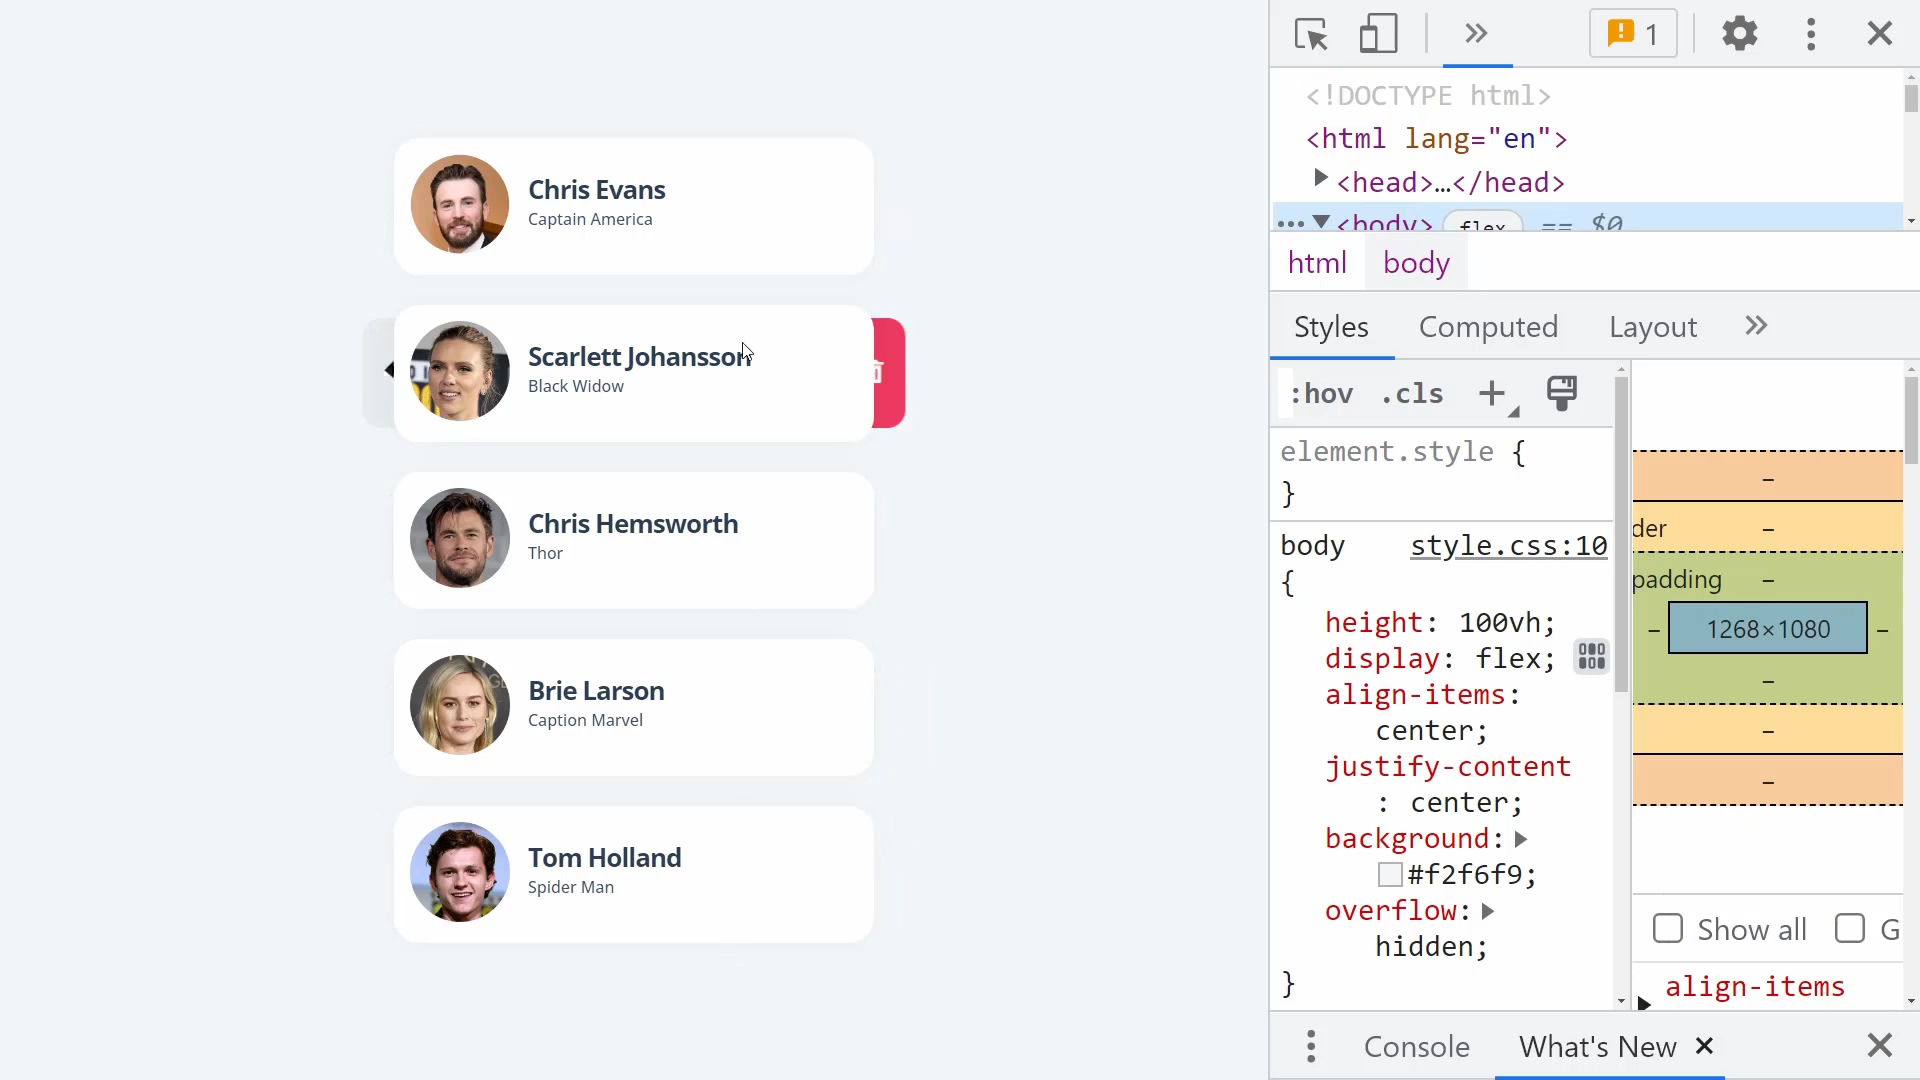 Chris Evans
Captain America
Scarlett Johansson
Black Widow
Chris Hemsworth
Thor
Brie Larson
Caption Marvel
Tom Holland
Spider Man
1
<!DOCTYPE html>
<html lang="en">
<head>…</head>
<body> flex == $0
html body
Styles Computed Layout
:hov .cls
element.style {
}
body style.css:10
{
height: 100vh;
display: flex;
align-items:
center;
justify-content
: center;
background:
#f2f6f9;
overflow:
hidden;
}
–
der –
padding –
– 1268×1080 –
–
–
–
Show all G
align-items
Console What's New